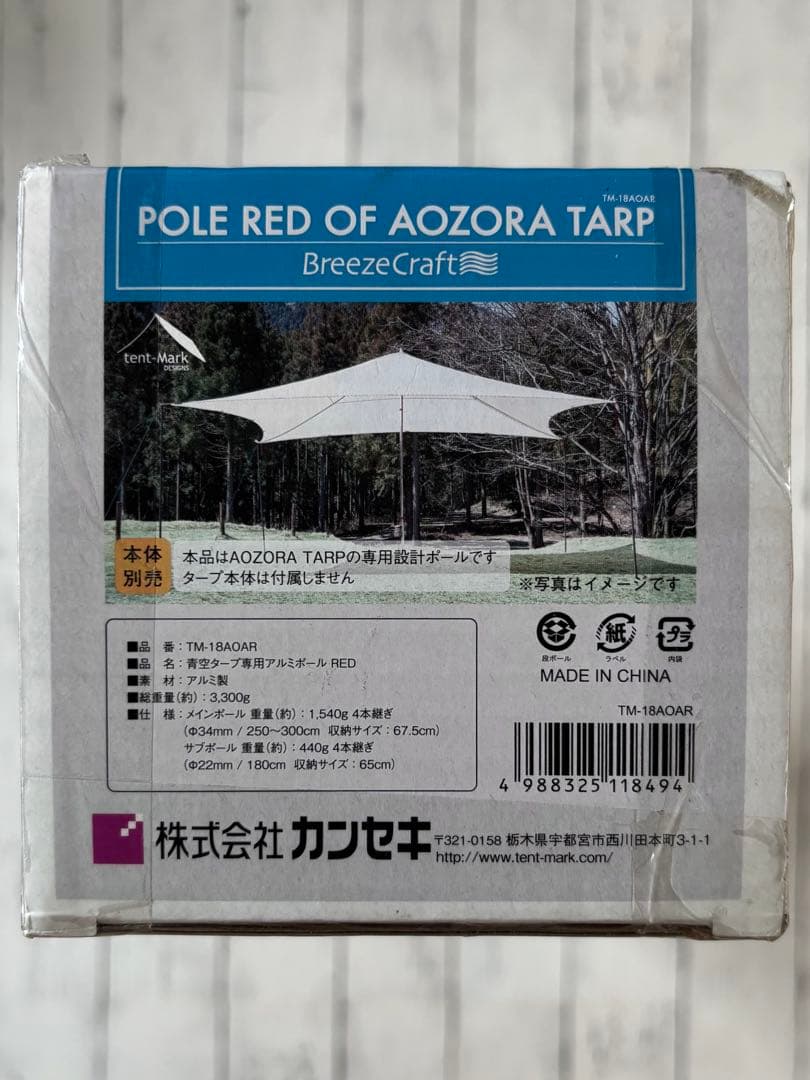 TM-18AOAR
POLE RED OF AOZORA TARP
BreezeCraft
tent-Mark
DESIGNS
本体
別売
本品はAOZORA TARPの専用設計ポールです
タープ本体は付属しません
※写真はイメージです
■品　番：TM-18AOAR
■品　名：青空タープ専用アルミポール RED
■素　材：アルミ製
■総重量(約)：3,300g
■仕　様：メインポール 重量(約)：1,540g 4本継ぎ
(Φ34mm / 250〜300cm 収納サイズ：67.5cm)
サブポール 重量(約)：440g 4本継ぎ
(Φ22mm / 180cm 収納サイズ：65cm)
段ボール
紙
ラベル
プラ
内袋
MADE IN CHINA
TM-18AOAR
4 988325 118494
株式会社 カンセキ
〒321-0158 栃木県宇都宮市西川田本町3-1-1
http://www.tent-mark.com/